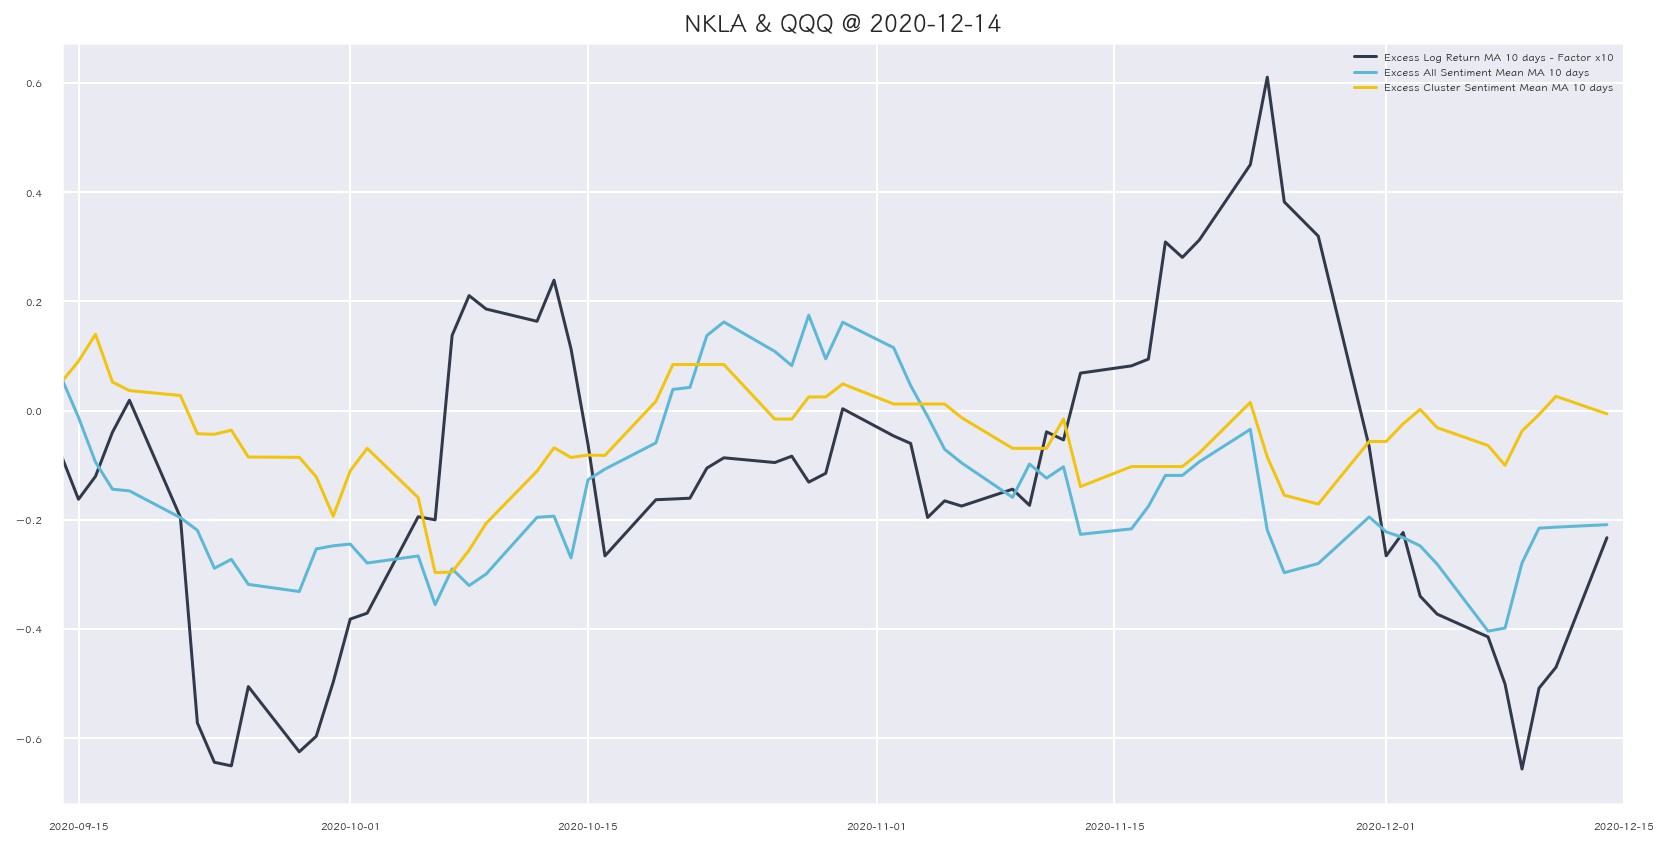 NKLA & QQQ @ 2020-12-14
Excess Log Return MA 10 days - Factor x10
Excess All Sentiment Mean MA 10 days
Excess Cluster Sentiment Mean MA 10 days
0.6
0.4
0.2
0.0
−0.2
−0.4
−0.6
2020-09-15 2020-10-01 2020-10-15 2020-11-01 2020-11-15 2020-12-01 2020-12-15